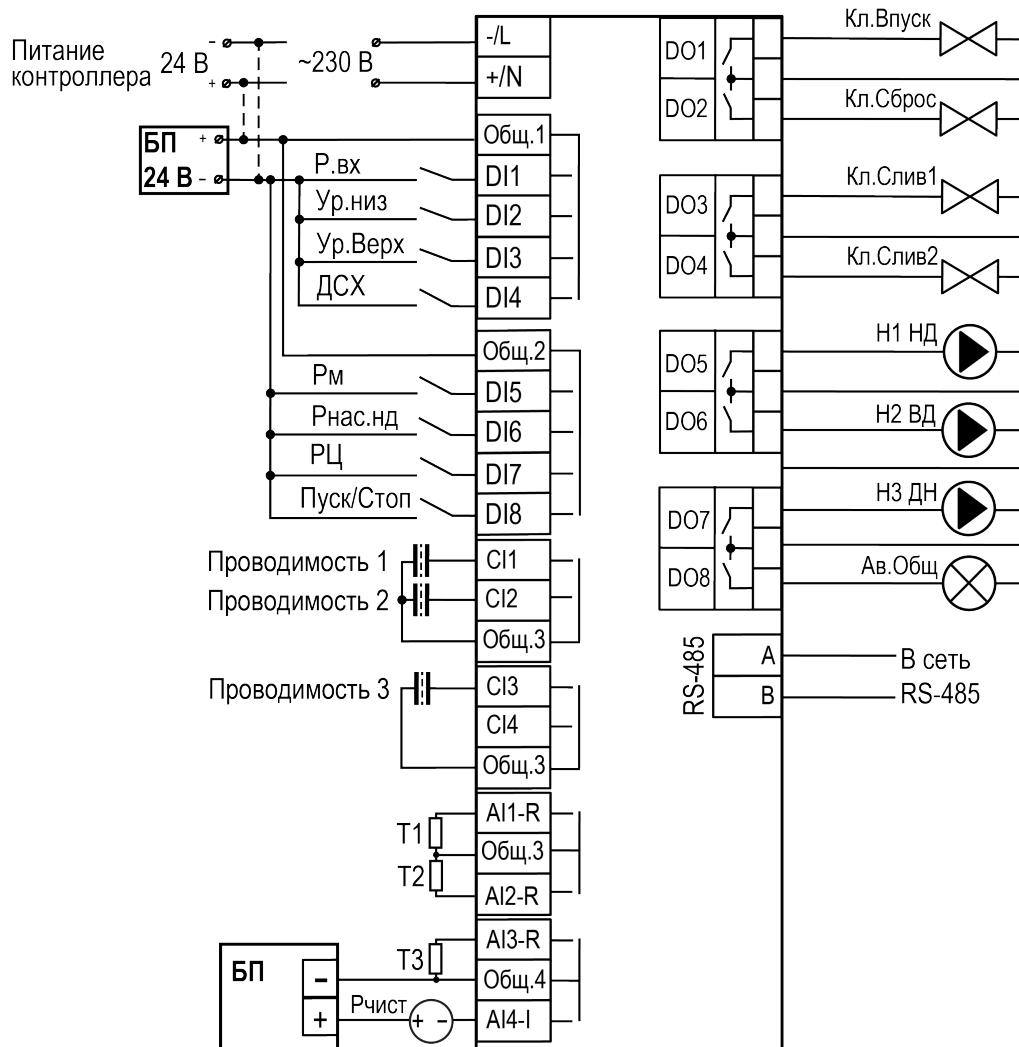 Питание
контроллера
-
24 В
+
~230 В
-/L
+/N
БП
24 В
+
-
Общ.1
Р.вх
DI1
Ур.низ
DI2
Ур.Верх
DI3
ДСХ
DI4
Общ.2
Рм
DI5
Рнас.нд
DI6
РЦ
DI7
Пуск/Стоп
DI8
Проводимость 1
CI1
Проводимость 2
CI2
Общ.3
Проводимость 3
CI3
CI4
Общ.3
T1
AI1-R
Общ.3
T2
AI2-R
T3
AI3-R
БП
-
Общ.4
+
Рчист
+ -
AI4-I
DO1
Кл.Впуск
DO2
Кл.Сброс
DO3
Кл.Слив1
DO4
Кл.Слив2
DO5
Н1 НД
DO6
Н2 ВД
DO7
Н3 ДН
DO8
Ав.Общ
RS-485
A
B
В сеть
RS-485